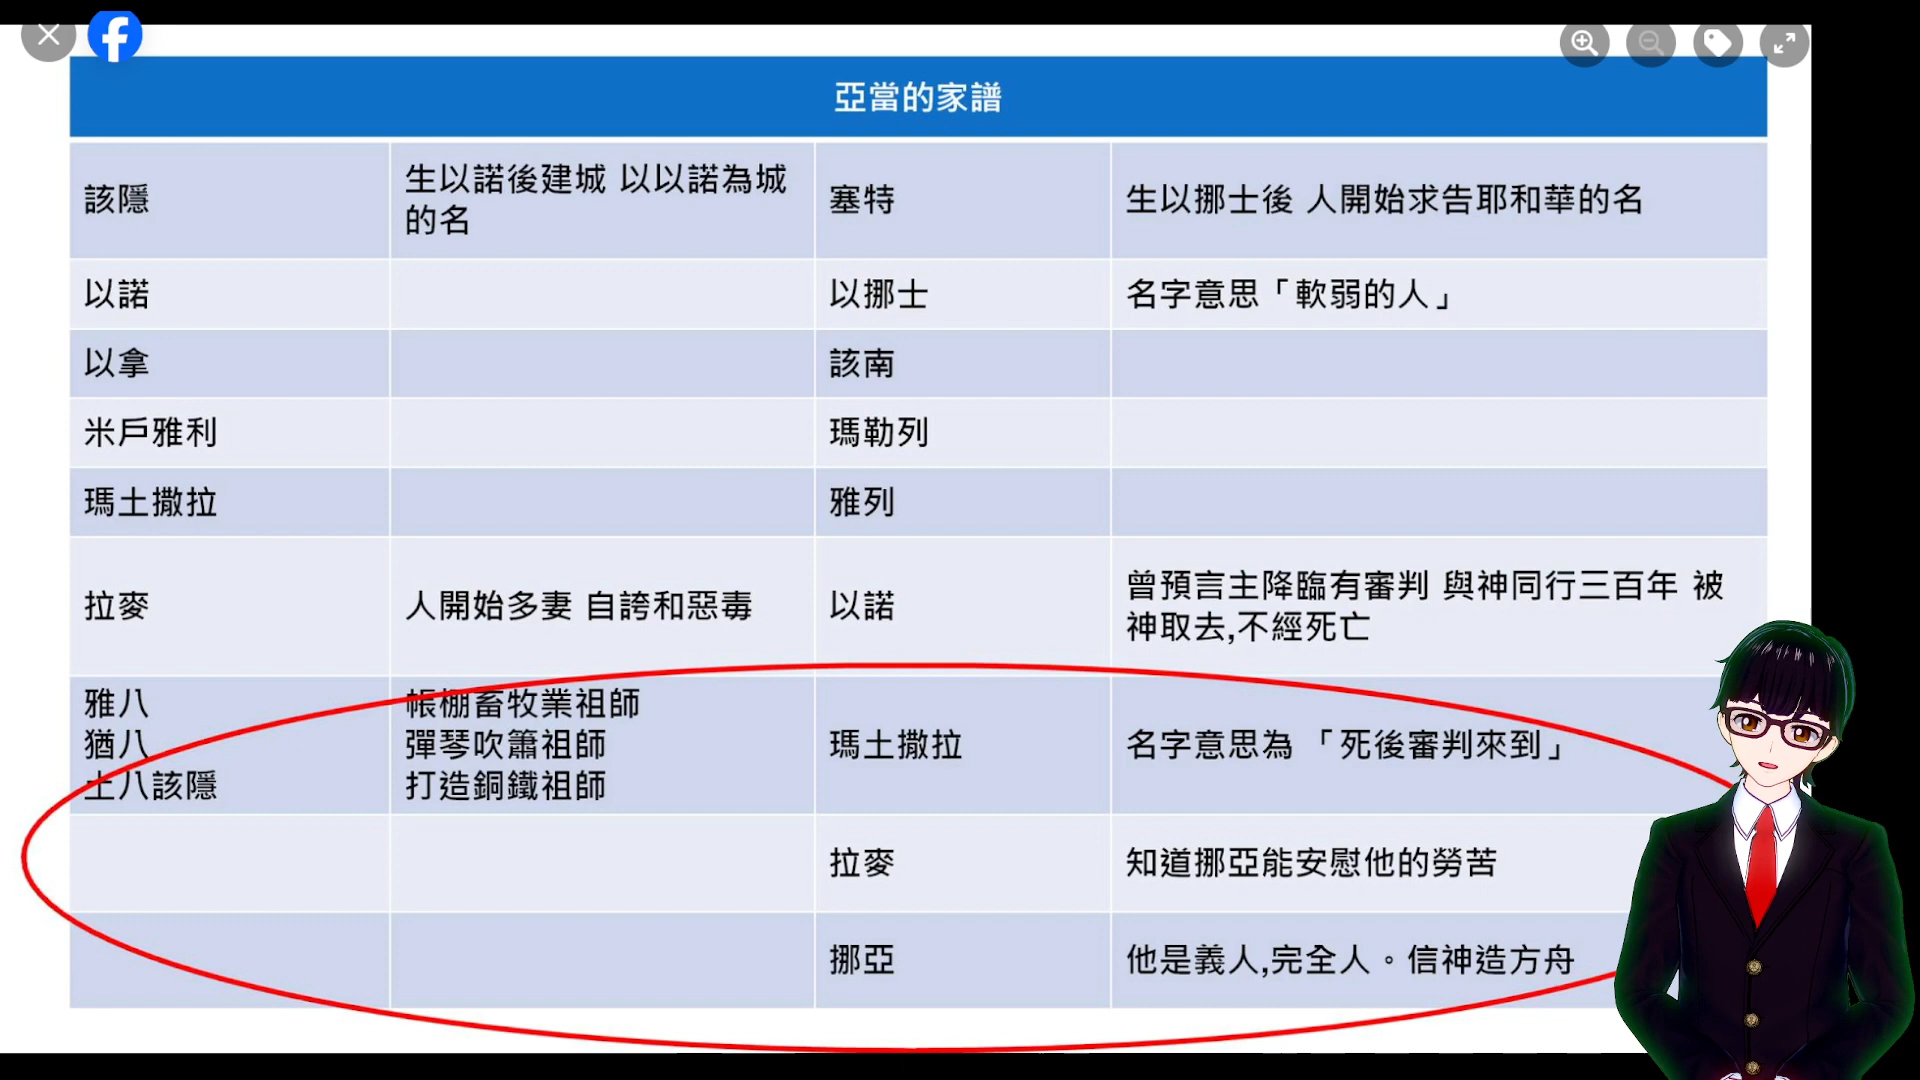 亞當的家譜
該隱
生以諾後建城 以以諾為城
的名
塞特
生以挪士後 人開始求告耶和華的名
以諾
以挪士
名字意思「軟弱的人」
以拿
該南
米戶雅利
瑪勒列
瑪土撒拉
雅列
拉麥
人開始多妻 自誇和惡毒
以諾
曾預言主降臨有審判 與神同行三百年 被
神取去,不經死亡
雅八
猶八
土八該隱
帳棚畜牧業祖師
彈琴吹簫祖師
打造銅鐵祖師
瑪土撒拉
名字意思為 「死後審判來到」
拉麥
知道挪亞能安慰他的勞苦
挪亞
他是義人,完全人。信神造方舟